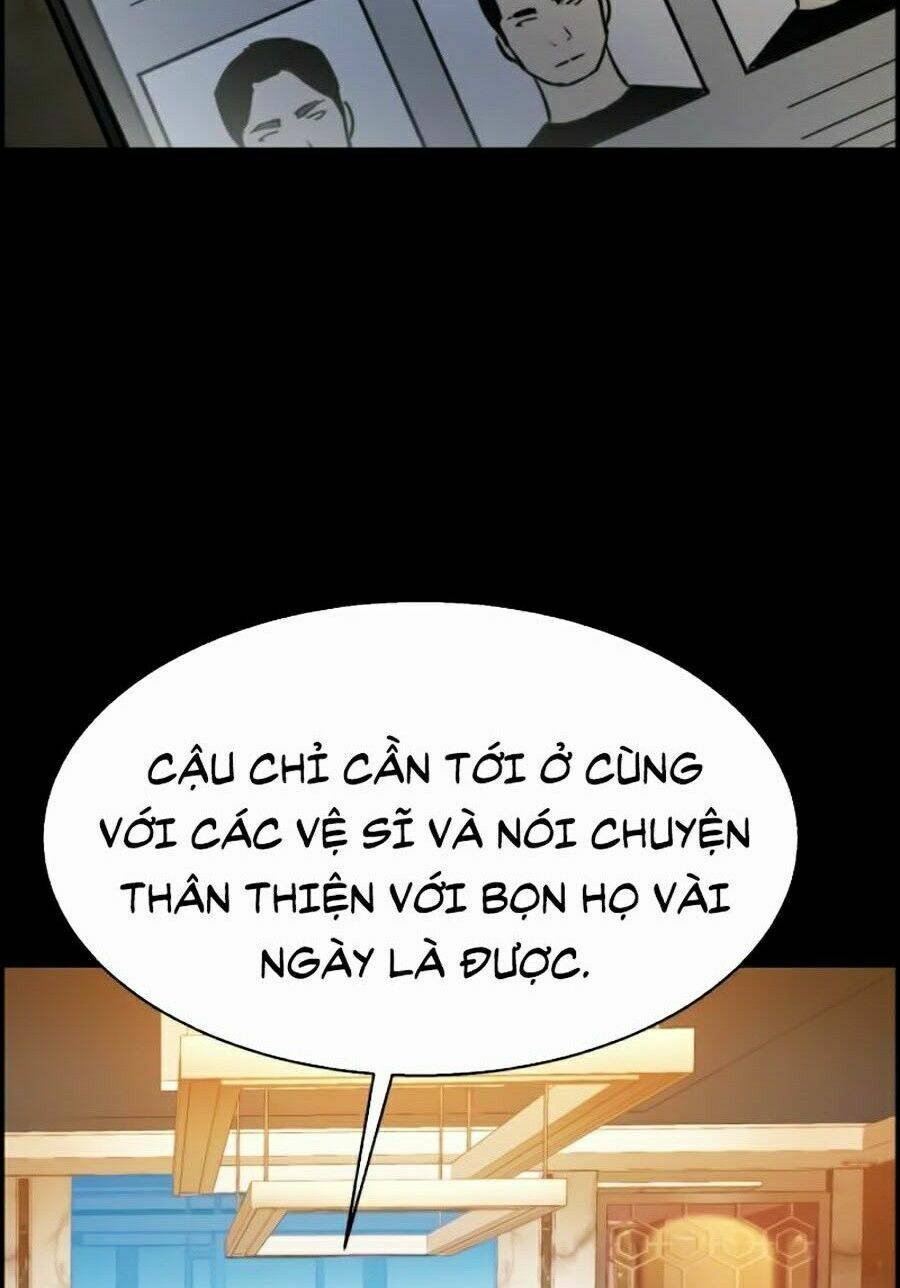 CẬU CHỈ CẦN TỚI Ở CÙNG
VỚI CÁC VỆ SĨ VÀ NÓI CHUYỆN
THÂN THIỆN VỚI BỌN HỌ VÀI
NGÀY LÀ ĐƯỢC.